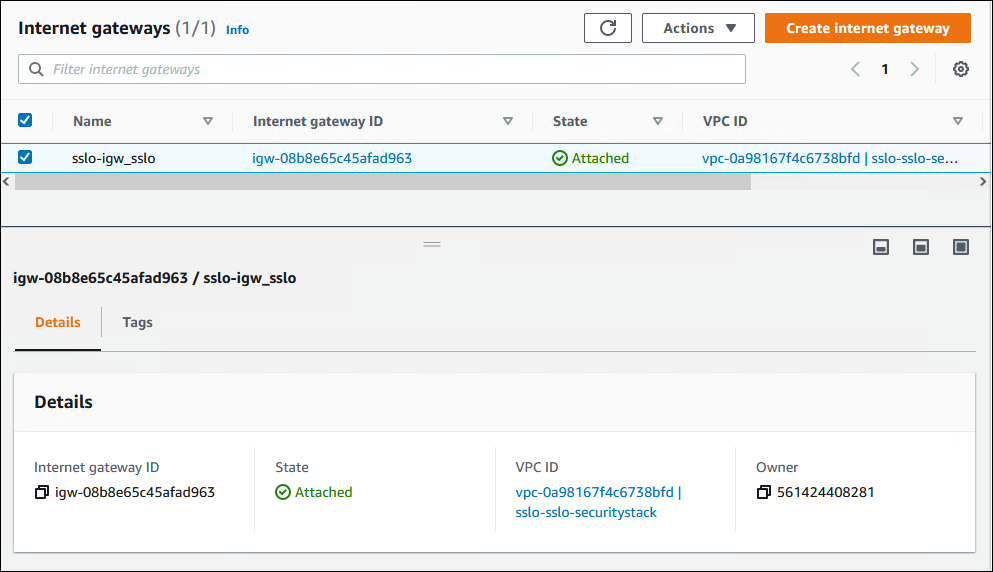 Internet gateways (1/1) Info
Actions
Create internet gateway
Filter internet gateways
1
Name
Internet gateway ID
State
VPC ID
sslo-igw_sslo
igw-08b8e65c45afad963
Attached
vpc-0a98167f4c6738bfd | sslo-sslo-se...
igw-08b8e65c45afad963 / sslo-igw_sslo
Details
Tags
Details
Internet gateway ID
igw-08b8e65c45afad963
State
Attached
VPC ID
vpc-0a98167f4c6738bfd |
sslo-sslo-securitystack
Owner
561424408281